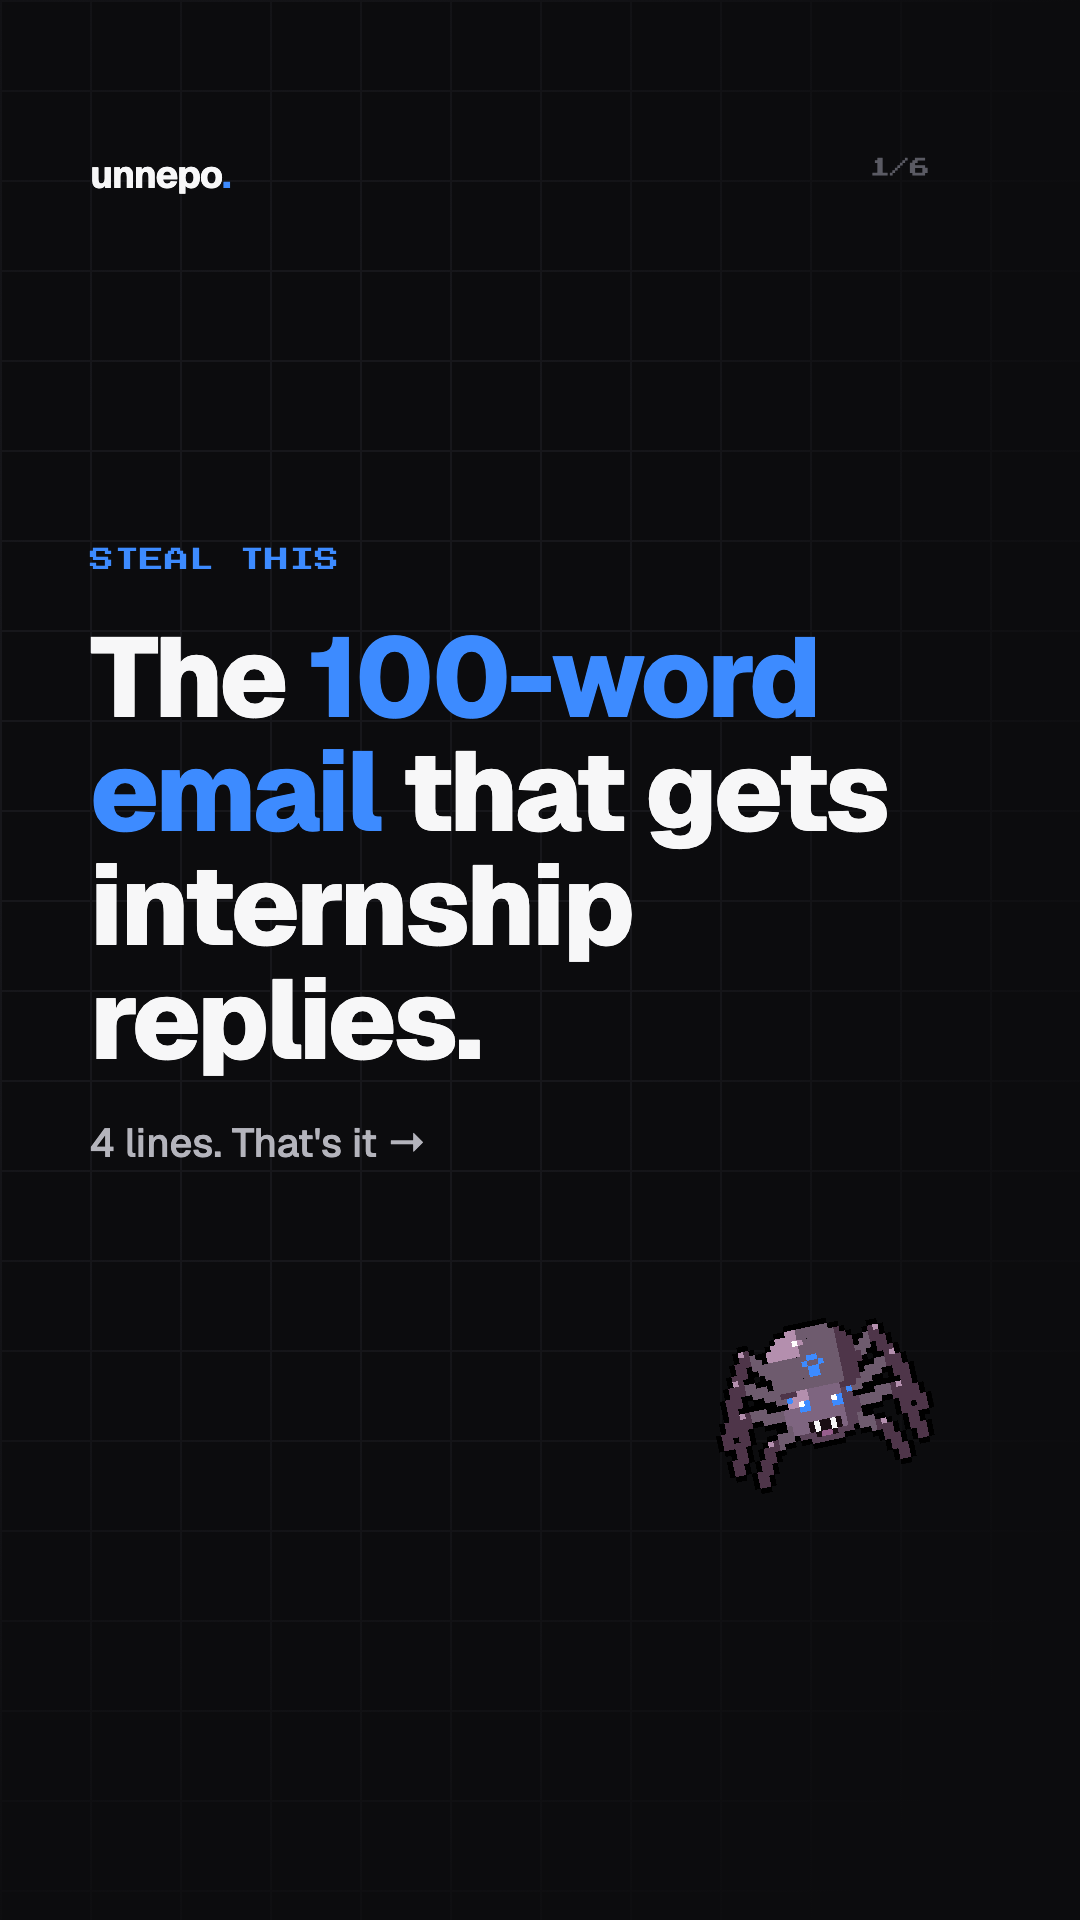 unnepo.
1/6
STEAL THIS
The 100-word
email that gets
internship
replies.
4 lines. That's it →